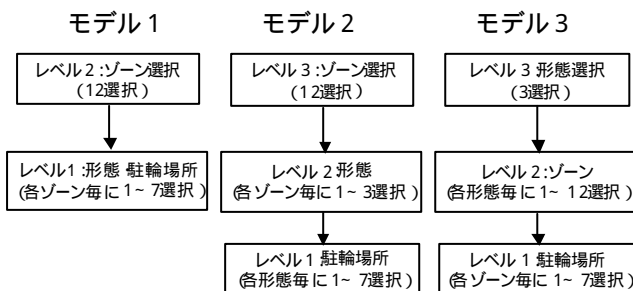 モデル1 モデル2 モデル3
レベル2:ゾーン選択
(12選択)
レベル3:ゾーン選択
(12選択)
レベル3:形態選択
(3選択)
レベル1:形態・駐輪場所
(各ゾーン毎に1~7選択)
レベル2:形態
(各ゾーン毎に1~3選択)
レベル2:ゾーン
(各形態毎に1~12選択)
レベル1:駐輪場所
(各形態毎に1~7選択)
レベル1:駐輪場所
(各ゾーン毎に1~7選択)